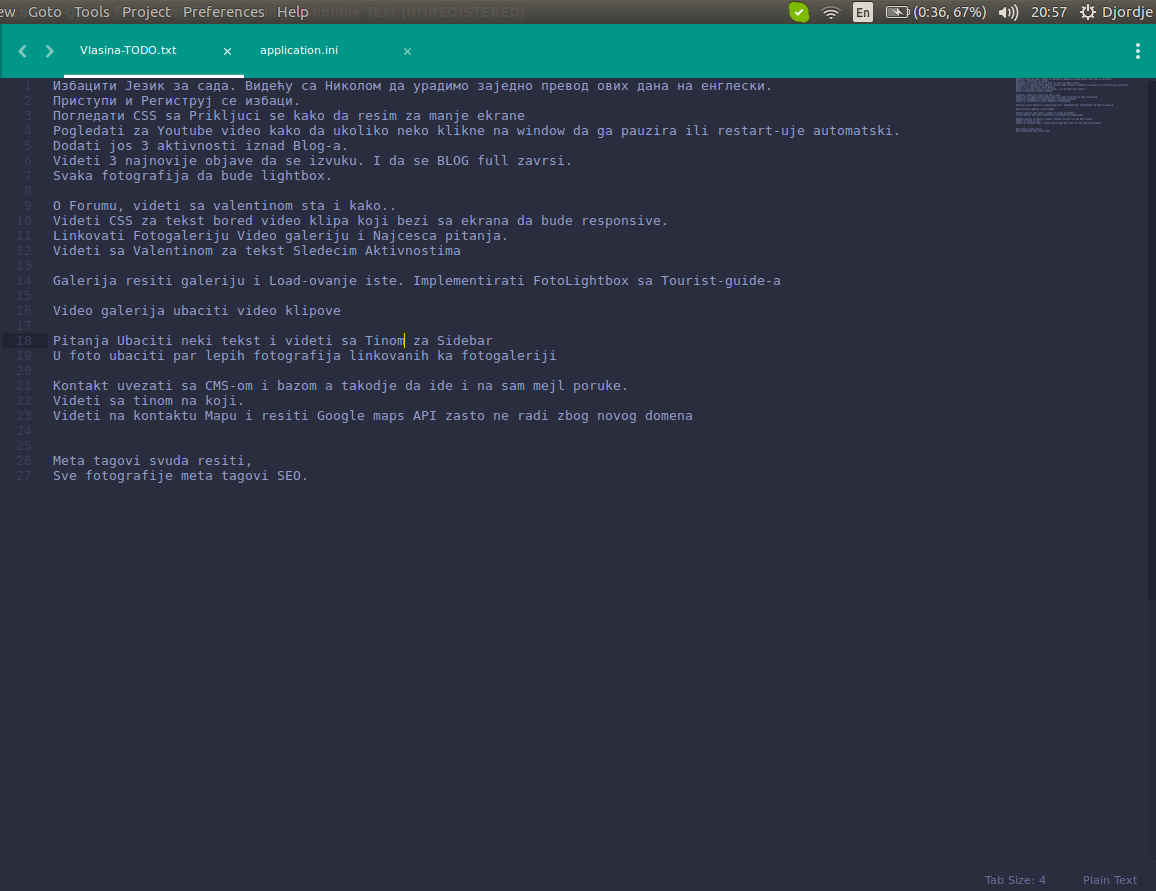 ew Goto Tools Project Preferences Help ublime Text (UNREGISTERED) En (0:36, 67%) 20:57 Djordje
Vlasina-TODO.txt × application.ini ×
1 Избацити Језик за сада. Видећу са Николом да урадимо заједно превод ових дана на енглески.
2 Приступи и Региструј се избаци.
3 Погледати CSS sa Prikljuci se kako da resim za manje ekrane
4 Pogledati za Youtube video kako da ukoliko neko klikne na window da ga pauzira ili restart-uje automatski.
5 Dodati jos 3 aktivnosti iznad Blog-a.
6 Videti 3 najnovije objave da se izvuku. I da se BLOG full zavrsi.
7 Svaka fotografija da bude lightbox.
8
9 O Forumu, videti sa valentinom sta i kako..
10 Videti CSS za tekst bored video klipa koji bezi sa ekrana da bude responsive.
11 Linkovati Fotogaleriju Video galeriju i Najcesca pitanja.
12 Videti sa Valentinom za tekst Sledecim Aktivnostima
13
14 Galerija resiti galeriju i Load-ovanje iste. Implementirati FotoLightbox sa Tourist-guide-a
15
16 Video galerija ubaciti video klipove
17
18 Pitanja Ubaciti neki tekst i videti sa Tinom za Sidebar
19 U foto ubaciti par lepih fotografija linkovanih ka fotogaleriji
20
21 Kontakt uvezati sa CMS-om i bazom a takodje da ide i na sam mejl poruke.
22 Videti sa tinom na koji.
23 Videti na kontaktu Mapu i resiti Google maps API zasto ne radi zbog novog domena
24
25
26 Meta tagovi svuda resiti,
27 Sve fotografije meta tagovi SEO.
Tab Size: 4 Plain Text